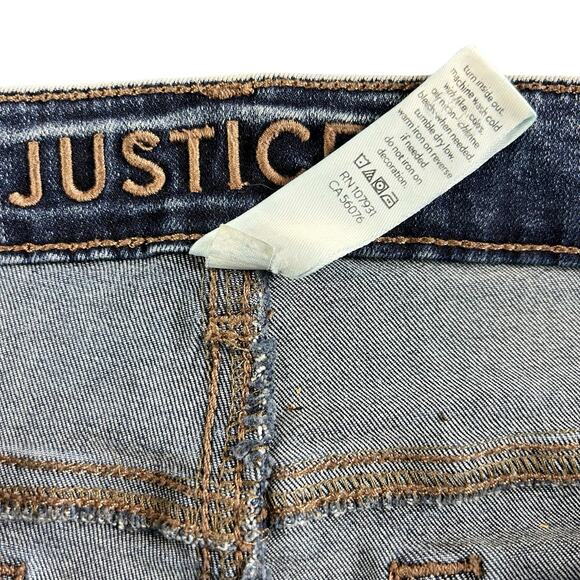 JUSTICE
turn inside out.
machine wash cold
w/like colors.
only non-chlorine
bleach when needed.
tumble dry low.
warm iron on reverse
if needed.
do not iron on
decoration.
RN 107931
CA 56076